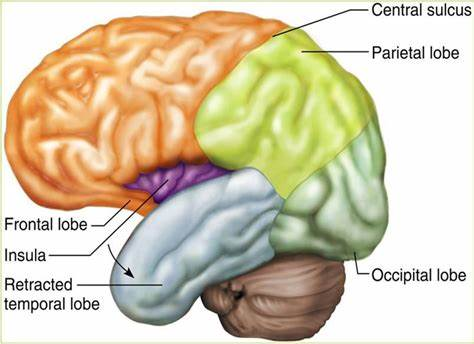 Central sulcus
Parietal lobe
Frontal lobe
Insula
Retracted
temporal lobe
Occipital lobe